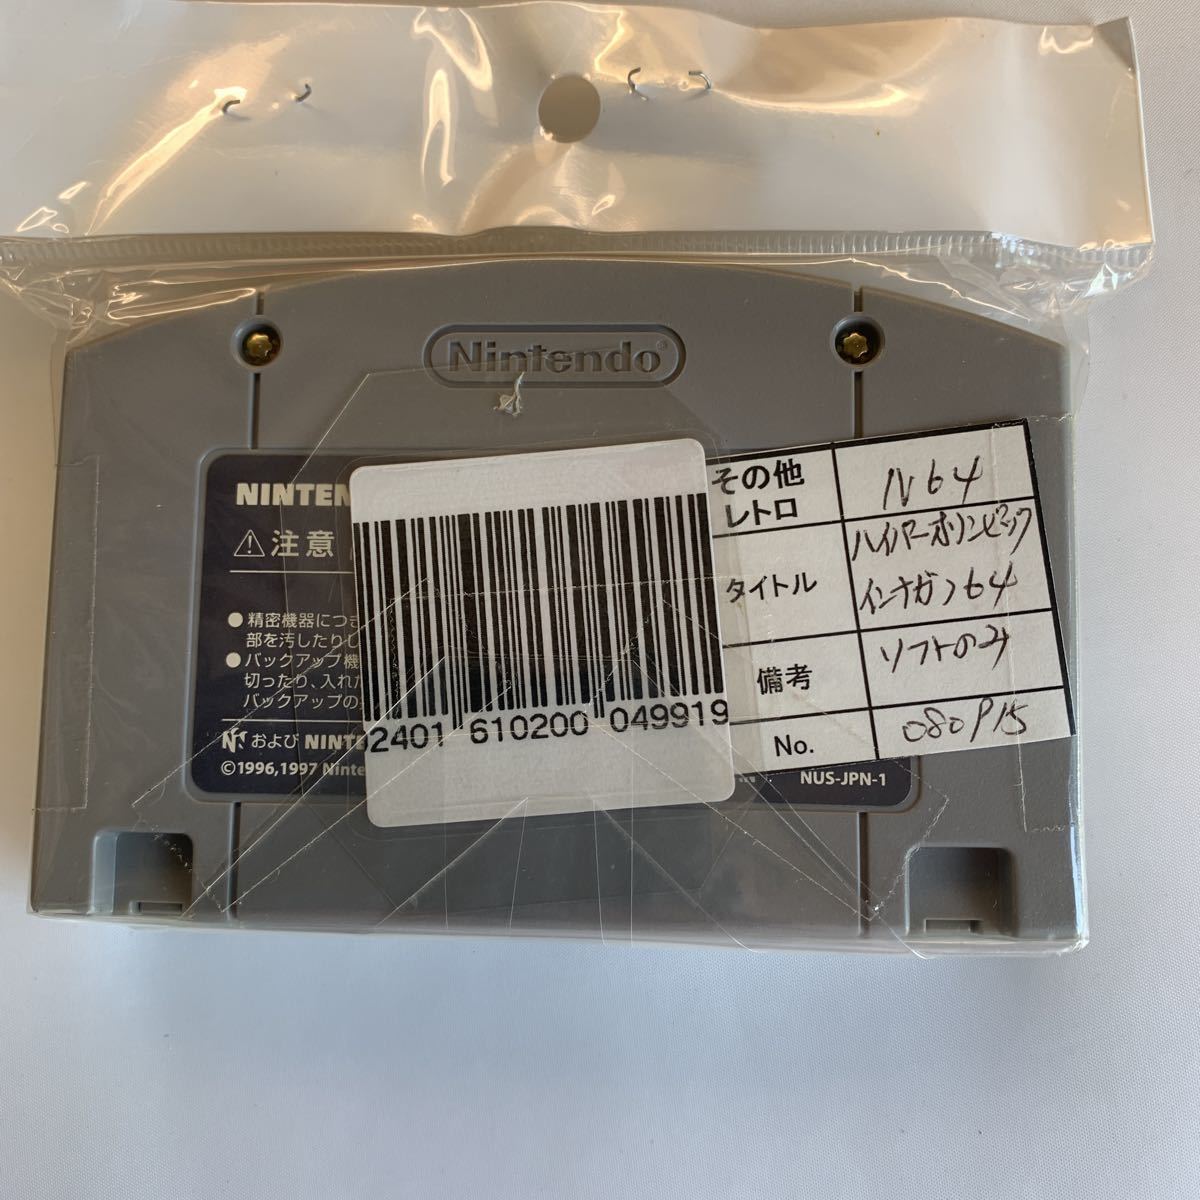 Nintendo®
NINTEN
注意
●精密機器につき
部を汚したりし
●バックアップ機
切ったり、入れた
バックアップの
および NINTE
©1996,1997 Ninte
NUS-JPN-1
02401 610200 049919
その他レトロ N64
タイトル ハイパーオリンピック
インナガノ64
備考 ソフトのみ
No. 080915